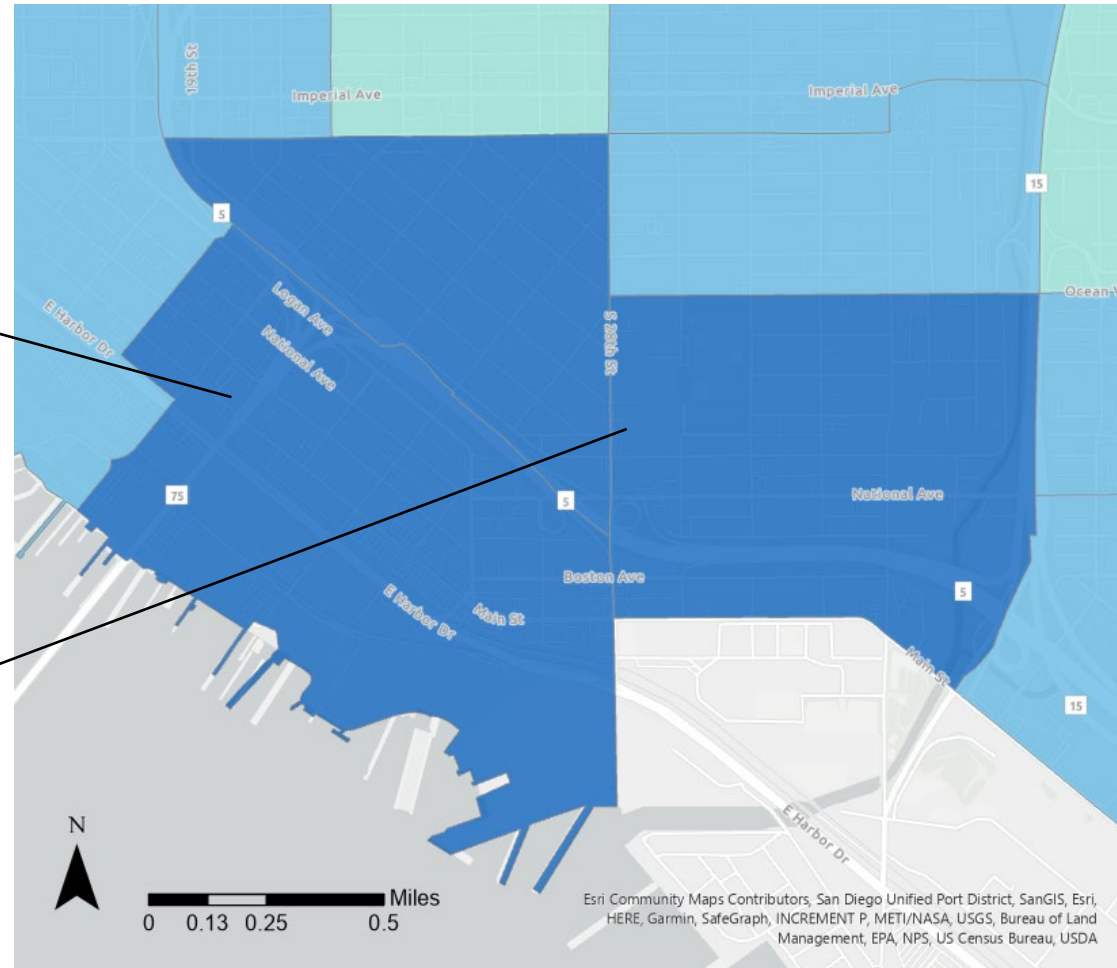 19th St
Imperial Ave
Imperial Ave
15
5
Ocean V
Logan Ave
E Harbor Dr
National Ave
S 28th St
75
5
National Ave
Boston Ave
5
E Harbor Dr
Main St
Main St
15
E Harbor Dr
N
Miles
0 0.13 0.25 0.5
Esri Community Maps Contributors, San Diego Unified Port District, SanGIS, Esri,
HERE, Garmin, SafeGraph, INCREMENT P, METI/NASA, USGS, Bureau of Land
Management, EPA, NPS, US Census Bureau, USDA